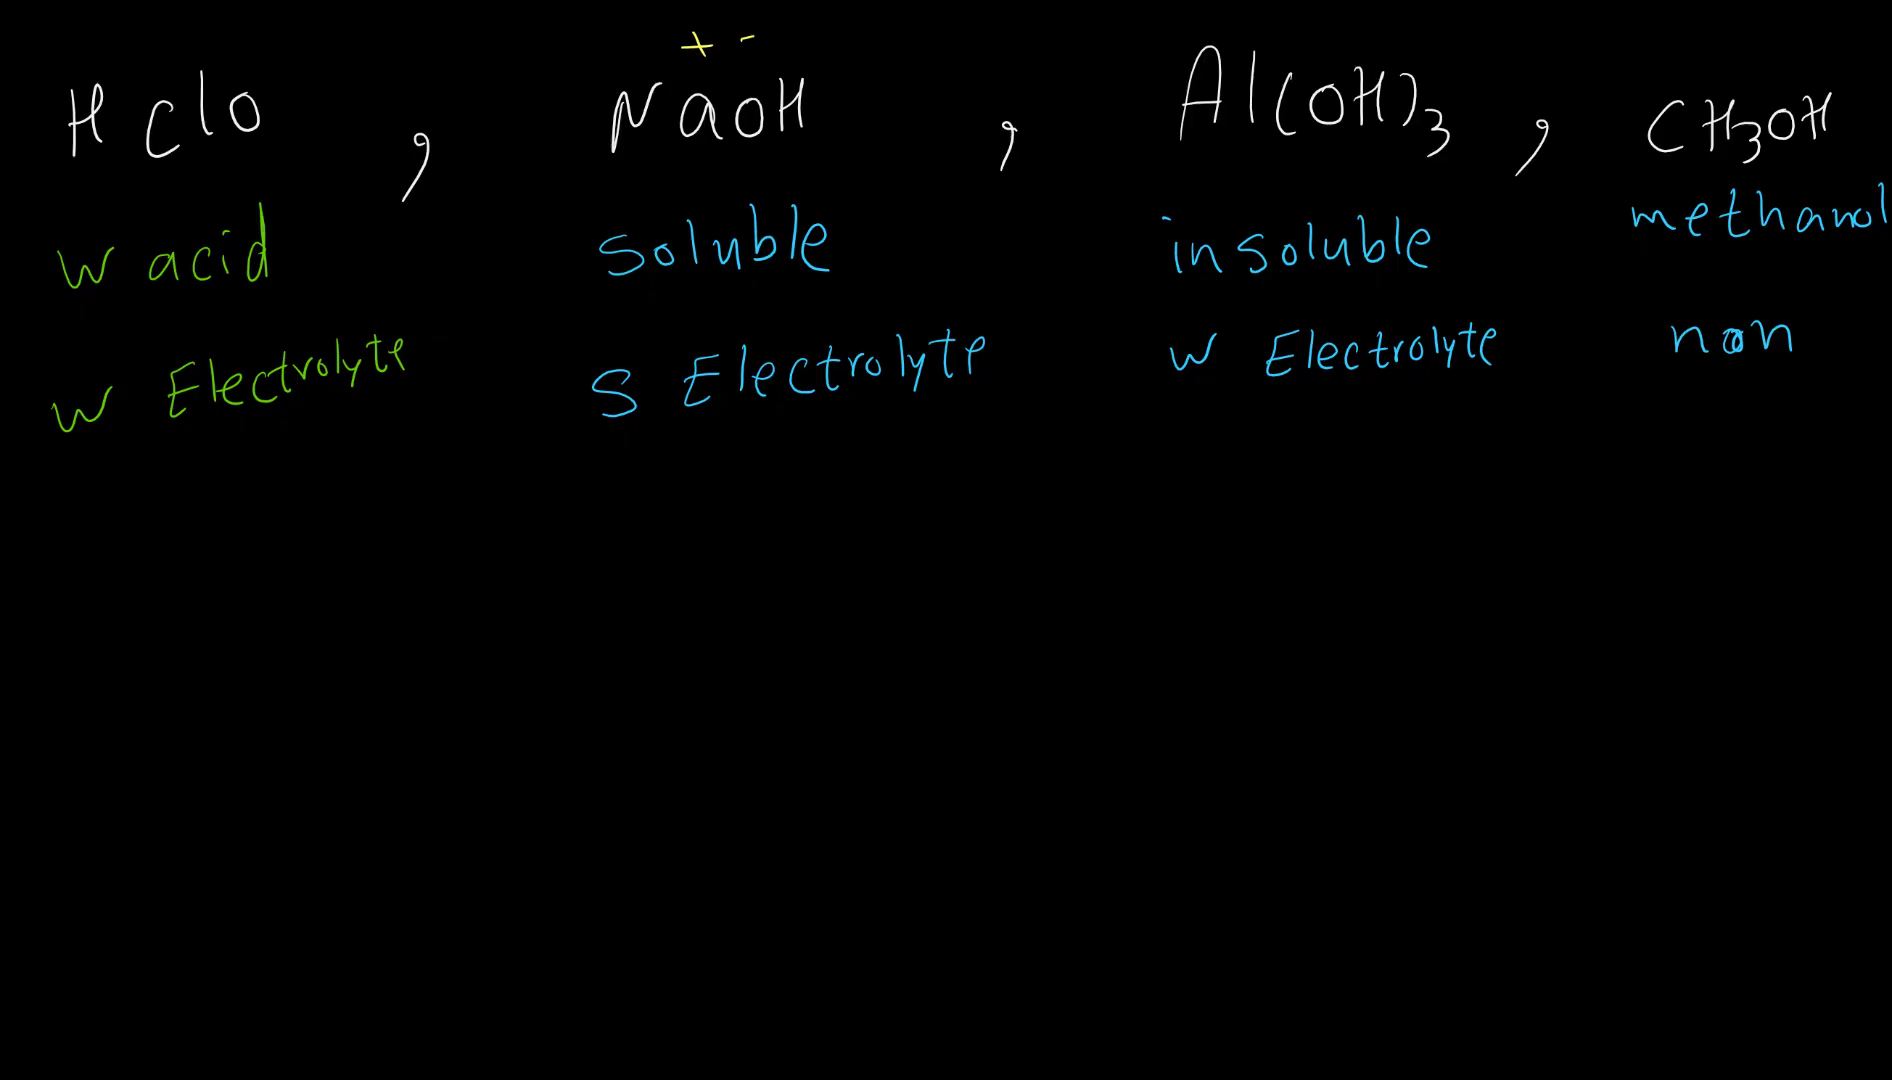 + -
HClO , NaOH , Al(OH)3 , CH3OH
w acid soluble insoluble methanol
w Electrolyte S Electrolyte w Electrolyte non